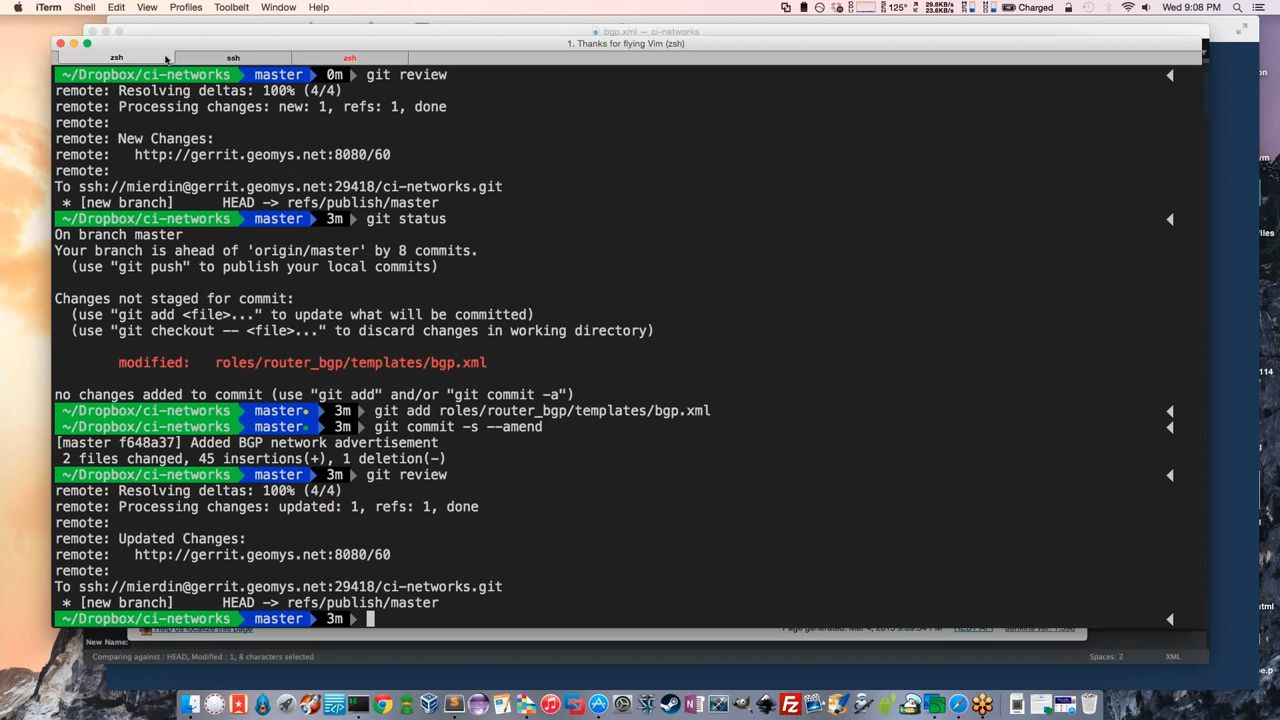 iTerm Shell Edit View Profiles Toolbelt Window Help
29.8KB/s
23.6KB/s
125° Charged Wed 9:08 PM
bgp.xml — ci-networks
1. Thanks for flying Vim (zsh)
zsh ssh zsh
~/Dropbox/ci-networks master 0m git review
remote: Resolving deltas: 100% (4/4)
remote: Processing changes: new: 1, refs: 1, done
remote:
remote: New Changes:
remote:   http://gerrit.geomys.net:8080/60
remote:
To ssh://mierdin@gerrit.geomys.net:29418/ci-networks.git
 * [new branch]      HEAD -> refs/publish/master
~/Dropbox/ci-networks master 3m git status
On branch master
Your branch is ahead of 'origin/master' by 8 commits.
  (use "git push" to publish your local commits)
Changes not staged for commit:
  (use "git add <file>..." to update what will be committed)
  (use "git checkout -- <file>..." to discard changes in working directory)
modified:   roles/router_bgp/templates/bgp.xml
no changes added to commit (use "git add" and/or "git commit -a")
~/Dropbox/ci-networks master 3m git add roles/router_bgp/templates/bgp.xml
~/Dropbox/ci-networks master 3m git commit -s --amend
[master f648a37] Added BGP network advertisement
 2 files changed, 45 insertions(+), 1 deletion(-)
~/Dropbox/ci-networks master 3m git review
remote: Resolving deltas: 100% (4/4)
remote: Processing changes: updated: 1, refs: 1, done
remote:
remote: Updated Changes:
remote:   http://gerrit.geomys.net:8080/60
remote:
To ssh://mierdin@gerrit.geomys.net:29418/ci-networks.git
 * [new branch]      HEAD -> refs/publish/master
~/Dropbox/ci-networks master 3m
New Name:
Comparing against : HEAD, Modified : 1, 8 characters selected Spaces: 2 XML